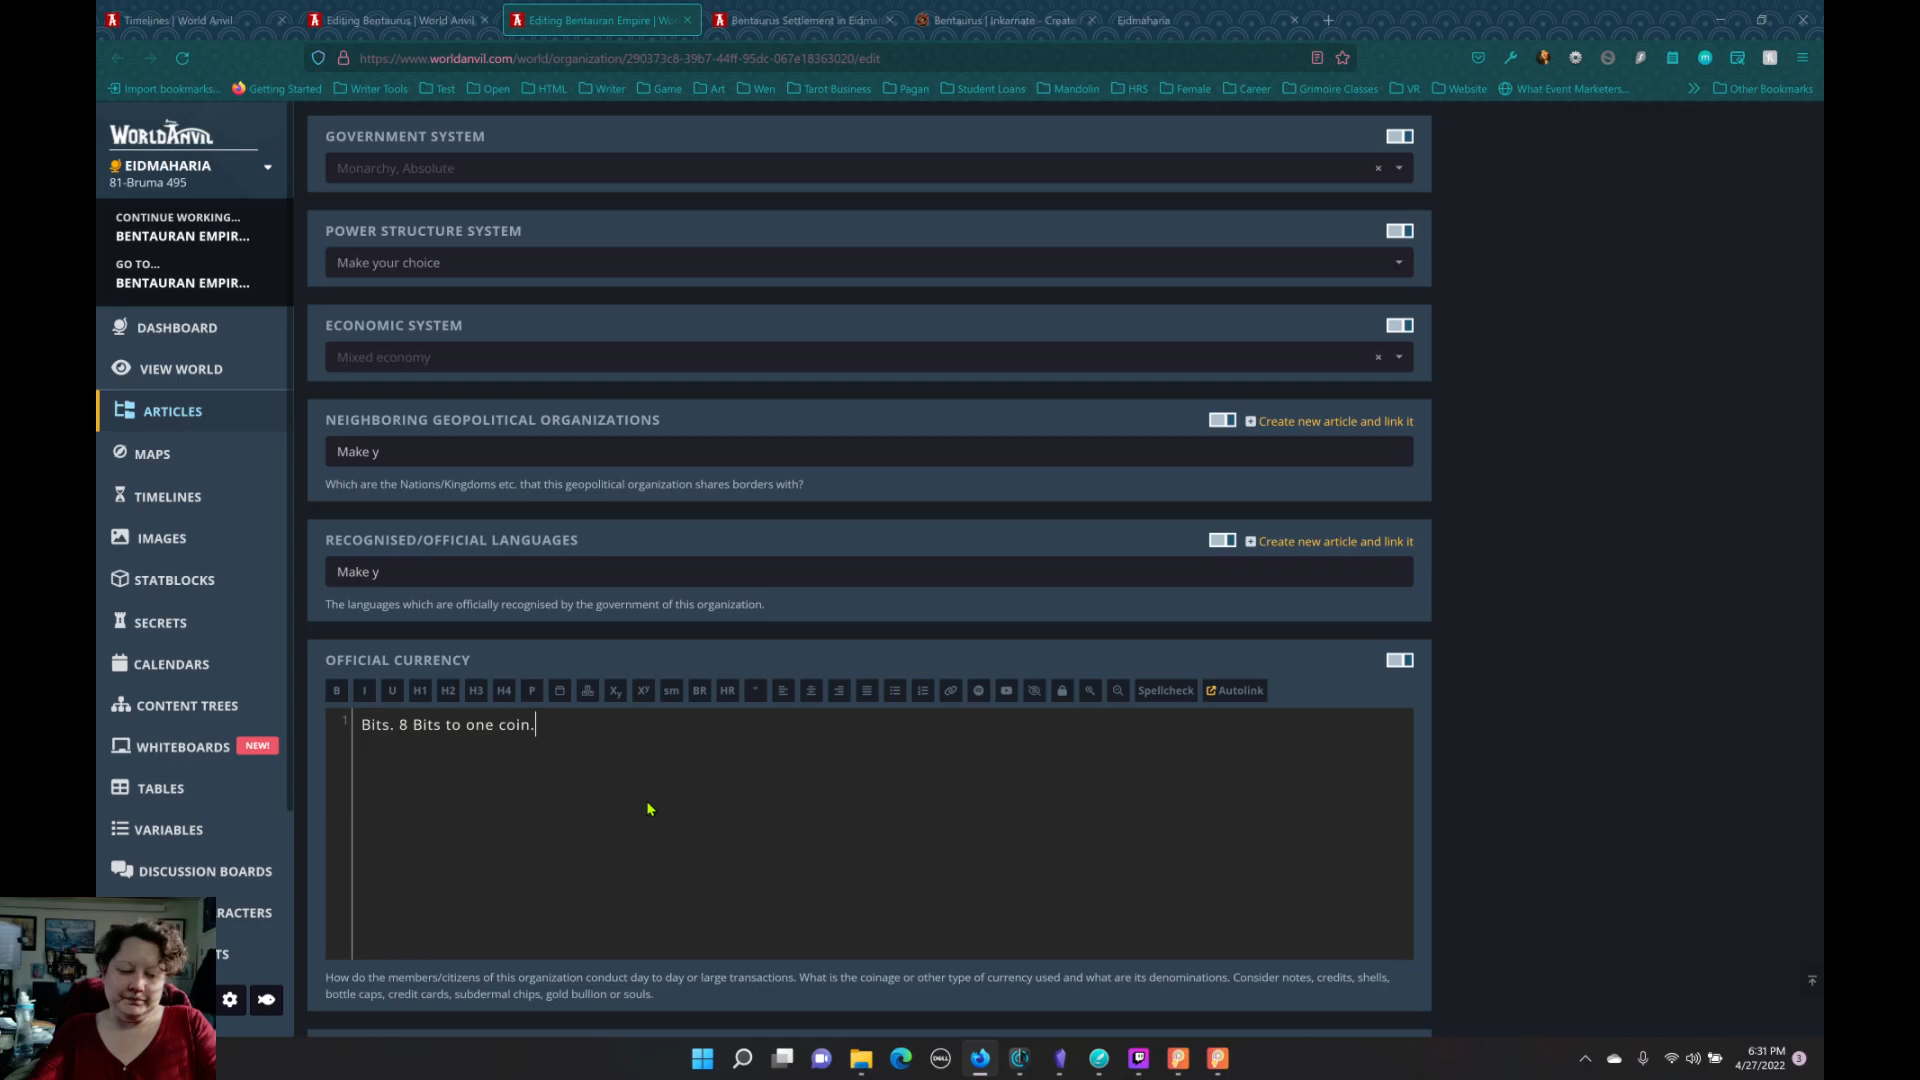 Timelines | World Anvil
Editing Bentaurus | World Anvil
Editing Bentauran Empire | Wor
Bentaurus Settlement in Eidma
Bentaurus | Inkarnate - Create
Eidmaharia
https://www.worldanvil.com/world/organization/290373c8-39b7-44ff-95dc-067e18363020/edit
Import bookmarks...
Getting Started
Writer Tools
Test
Open
HTML
Writer
Game
Art
Wen
Tarot Business
Pagan
Student Loans
Mandolin
HRS
Female
Career
Grimoire Classes
VR
Website
What Event Marketers...
Other Bookmarks
WORLDANVIL
EIDMAHARIA
81-Bruma 495
CONTINUE WORKING...
BENTAURAN EMPIR...
GO TO...
BENTAURAN EMPIR...
DASHBOARD
VIEW WORLD
ARTICLES
MAPS
TIMELINES
IMAGES
STATBLOCKS
SECRETS
CALENDARS
CONTENT TREES
WHITEBOARDS NEW!
TABLES
VARIABLES
DISCUSSION BOARDS
RACTERS
TS
GOVERNMENT SYSTEM
Monarchy, Absolute
POWER STRUCTURE SYSTEM
Make your choice
ECONOMIC SYSTEM
Mixed economy
NEIGHBORING GEOPOLITICAL ORGANIZATIONS
Create new article and link it
Make y
Which are the Nations/Kingdoms etc. that this geopolitical organization shares borders with?
RECOGNISED/OFFICIAL LANGUAGES
Create new article and link it
Make y
The languages which are officially recognised by the government of this organization.
OFFICIAL CURRENCY
B I U H1 H2 H3 H4 P Xy XY sm BR HR " Spellcheck Autolink
1 Bits. 8 Bits to one coin.
How do the members/citizens of this organization conduct day to day or large transactions. What is the coinage or other type of currency used and what are its denominations. Consider notes, credits, shells,
bottle caps, credit cards, subdermal chips, gold bullion or souls.
DELL
6:31 PM
4/27/2022
3